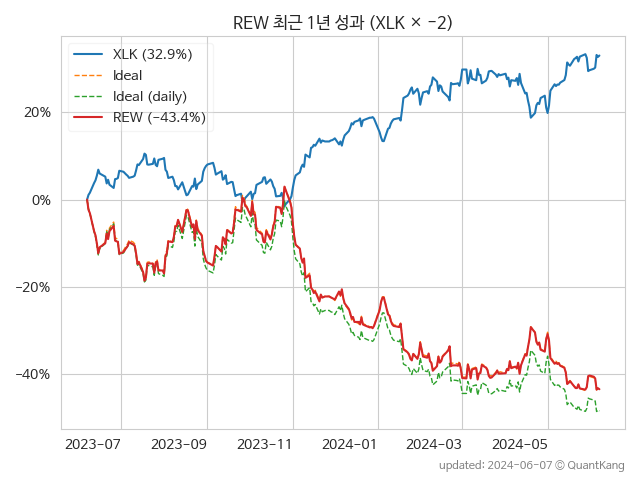 REW 최근 1년 성과 (XLK × −2)
XLK (32.9%)
Ideal
Ideal (daily)
REW (−43.4%)
20%
0%
−20%
−40%
2023-07 2023-09 2023-11 2024-01 2024-03 2024-05
updated: 2024-06-07 © QuantKang